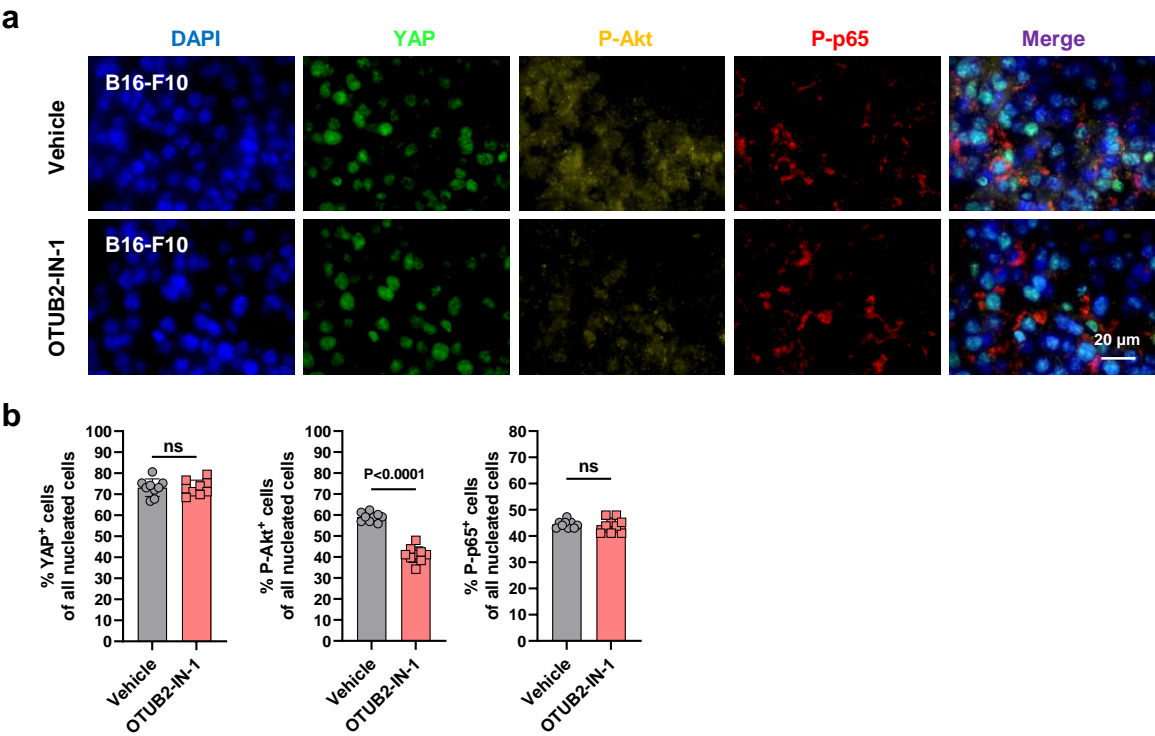 a
DAPI
YAP
P-Akt
P-p65
Merge
Vehicle
B16-F10
OTUB2-IN-1
B16-F10
20 μm
b
% YAP+ cells
of all nucleated cells
100
90
80
70
60
50
40
30
20
10
0
ns
Vehicle
OTUB2-IN-1
% P-Akt+ cells
of all nucleated cells
100
90
80
70
60
50
40
30
20
10
0
P<0.0001
Vehicle
OTUB2-IN-1
% P-p65+ cells
of all nucleated cells
80
70
60
50
40
30
20
10
0
ns
Vehicle
OTUB2-IN-1